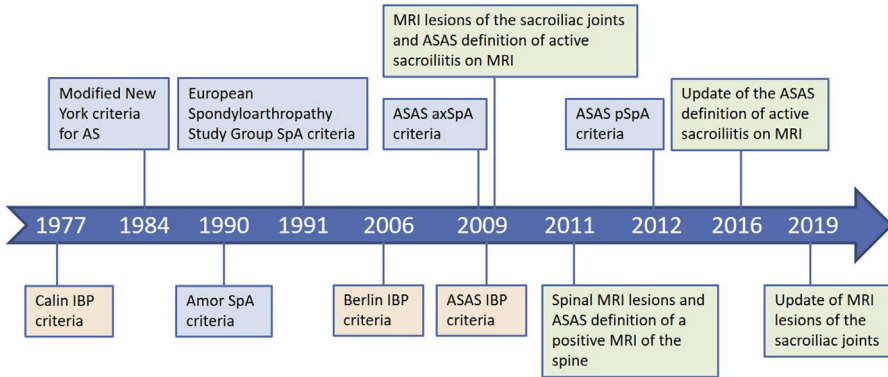 MRI lesions of the sacroiliac joints
and ASAS definition of active
sacroiliitis on MRI
Modified New
York criteria
for AS
European
Spondyloarthropathy
Study Group SpA criteria
ASAS axSpA
criteria
ASAS pSpA
criteria
Update of the ASAS
definition of active
sacroiliitis on MRI
1977 1984 1990 1991 2006 2009 2011 2012 2016 2019
Calin IBP
criteria
Amor SpA
criteria
Berlin IBP
criteria
ASAS IBP
criteria
Spinal MRI lesions and
ASAS definition of a
positive MRI of the
spine
Update of MRI
lesions of the
sacroiliac joints